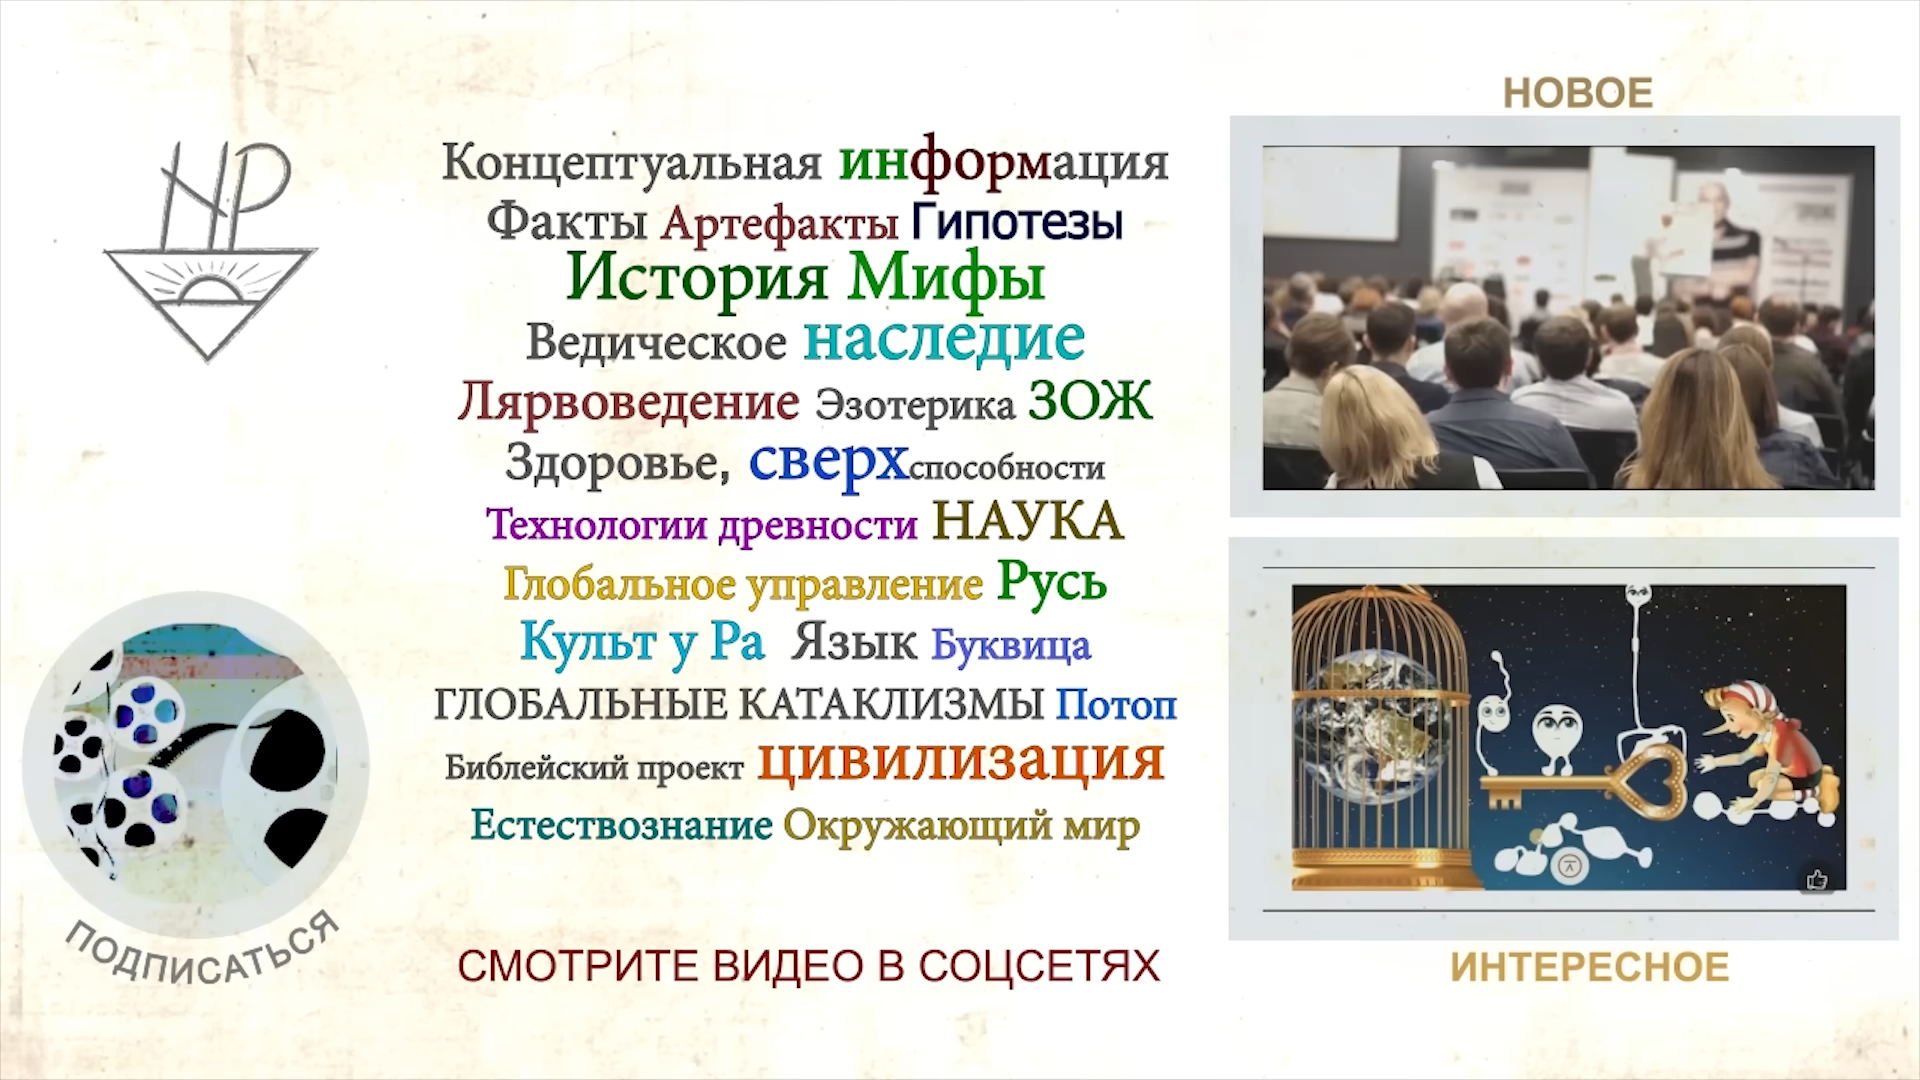 НР
Концептуальная информация
Факты Артефакты Гипотезы
История Мифы
Ведическое наследие
Лярвоведение Эзотерика ЗОЖ
Здоровье, сверхспособности
Технологии древности НАУКА
Глобальное управление Русь
Культ у Ра Язык Буквица
ГЛОБАЛЬНЫЕ КАТАКЛИЗМЫ Потоп
Библейский проект цивилизация
Естествознание Окружающий мир
СМОТРИТЕ ВИДЕО В СОЦСЕТЯХ
ПОДПИСАТЬСЯ
НОВОЕ
ИНТЕРЕСНОЕ